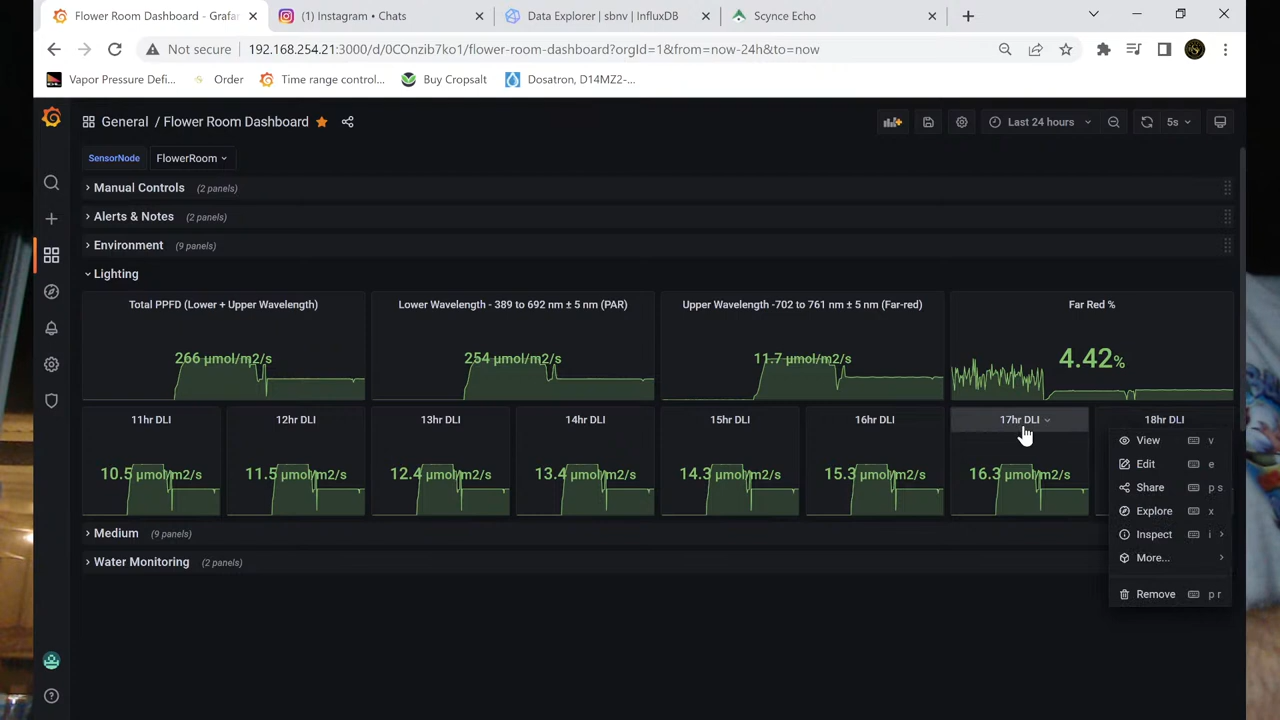 Flower Room Dashboard - Grafan
(1) Instagram • Chats
Data Explorer | sbnv | InfluxDB
Scynce Echo
Not secure
192.168.254.21:3000/d/0COnzib7ko1/flower-room-dashboard?orgId=1&from=now-24h&to=now
Vapor Pressure Defi...
Order
Time range control...
Buy Cropsalt
Dosatron, D14MZ2-...
General / Flower Room Dashboard
Last 24 hours
5s
SensorNode
FlowerRoom
Manual Controls (2 panels)
Alerts & Notes (2 panels)
Environment (9 panels)
Lighting
Total PPFD (Lower + Upper Wavelength)
Lower Wavelength - 389 to 692 nm ± 5 nm (PAR)
Upper Wavelength -702 to 761 nm ± 5 nm (Far-red)
Far Red %
266 μmol/m2/s
254 μmol/m2/s
11.7 μmol/m2/s
4.42%
11hr DLI
12hr DLI
13hr DLI
14hr DLI
15hr DLI
16hr DLI
17hr DLI
18hr DLI
10.5 μmol/m2/s
11.5 μmol/m2/s
12.4 μmol/m2/s
13.4 μmol/m2/s
14.3 μmol/m2/s
15.3 μmol/m2/s
16.3 μmol/m2/s
View v
Edit e
Share p s
Explore x
Inspect i
More...
Remove p r
Medium (9 panels)
Water Monitoring (2 panels)